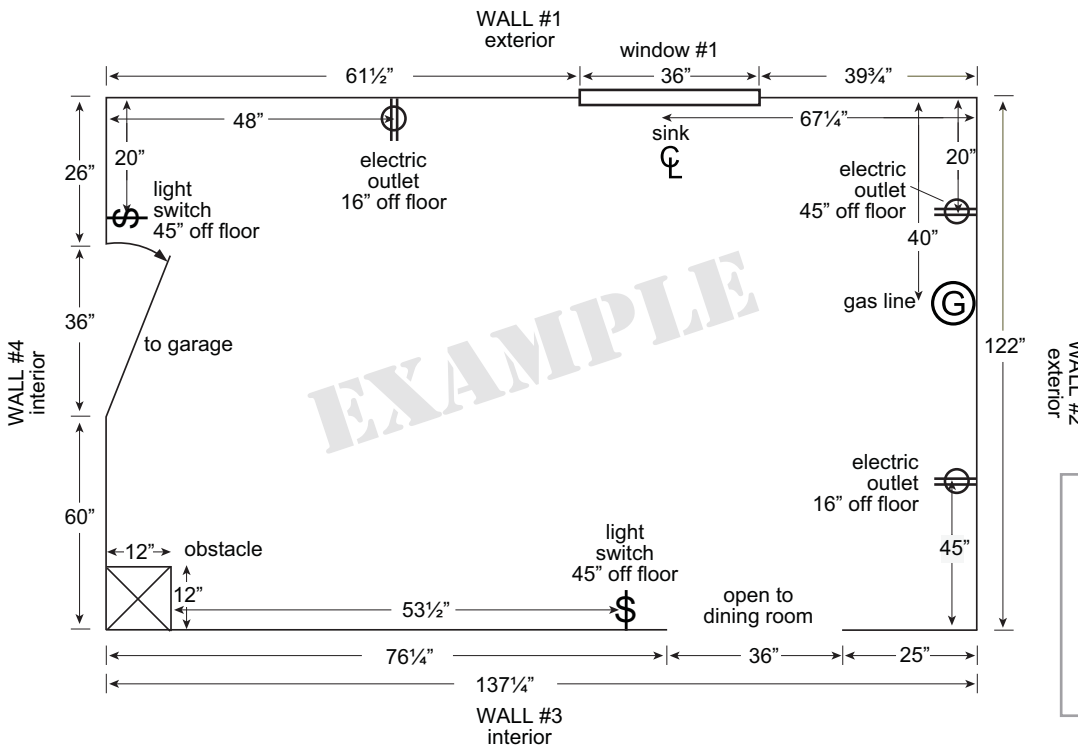 WALL #1
exterior
window #1
61½”
36”
39¾”
48”
67¼”
sink
℄
20”
20”
26”
electric
outlet
16” off floor
electric
outlet
45” off floor
light
switch
45” off floor
S
40”
gas line
G
36”
to garage
122”
WALL #4
interior
WALL #2
exterior
EXAMPLE
electric
outlet
16” off floor
60”
45”
12”
obstacle
12”
light
switch
45” off floor
53½”
S
open to
dining room
76¼”
36”
25”
137¼”
WALL #3
interior